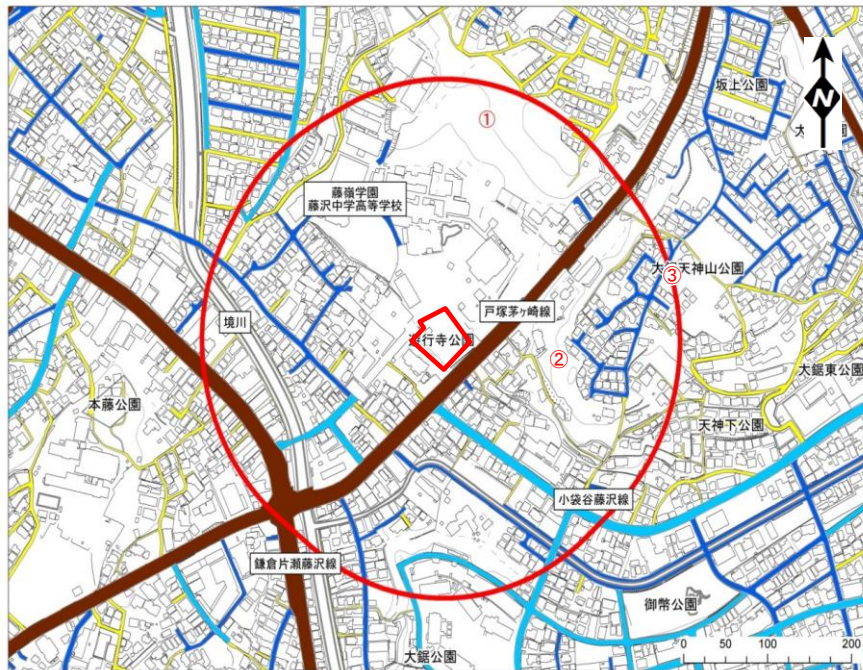 ①
坂上公園
N
藤嶺学園
藤沢中学高等学校
天神山公園
③
戸塚茅ヶ崎線
境川
遊行寺公園
②
大鋸東公園
本藤公園
天神下公園
小袋谷藤沢線
鎌倉片瀬藤沢線
御幣公園
大鋸公園
0 50 100 200